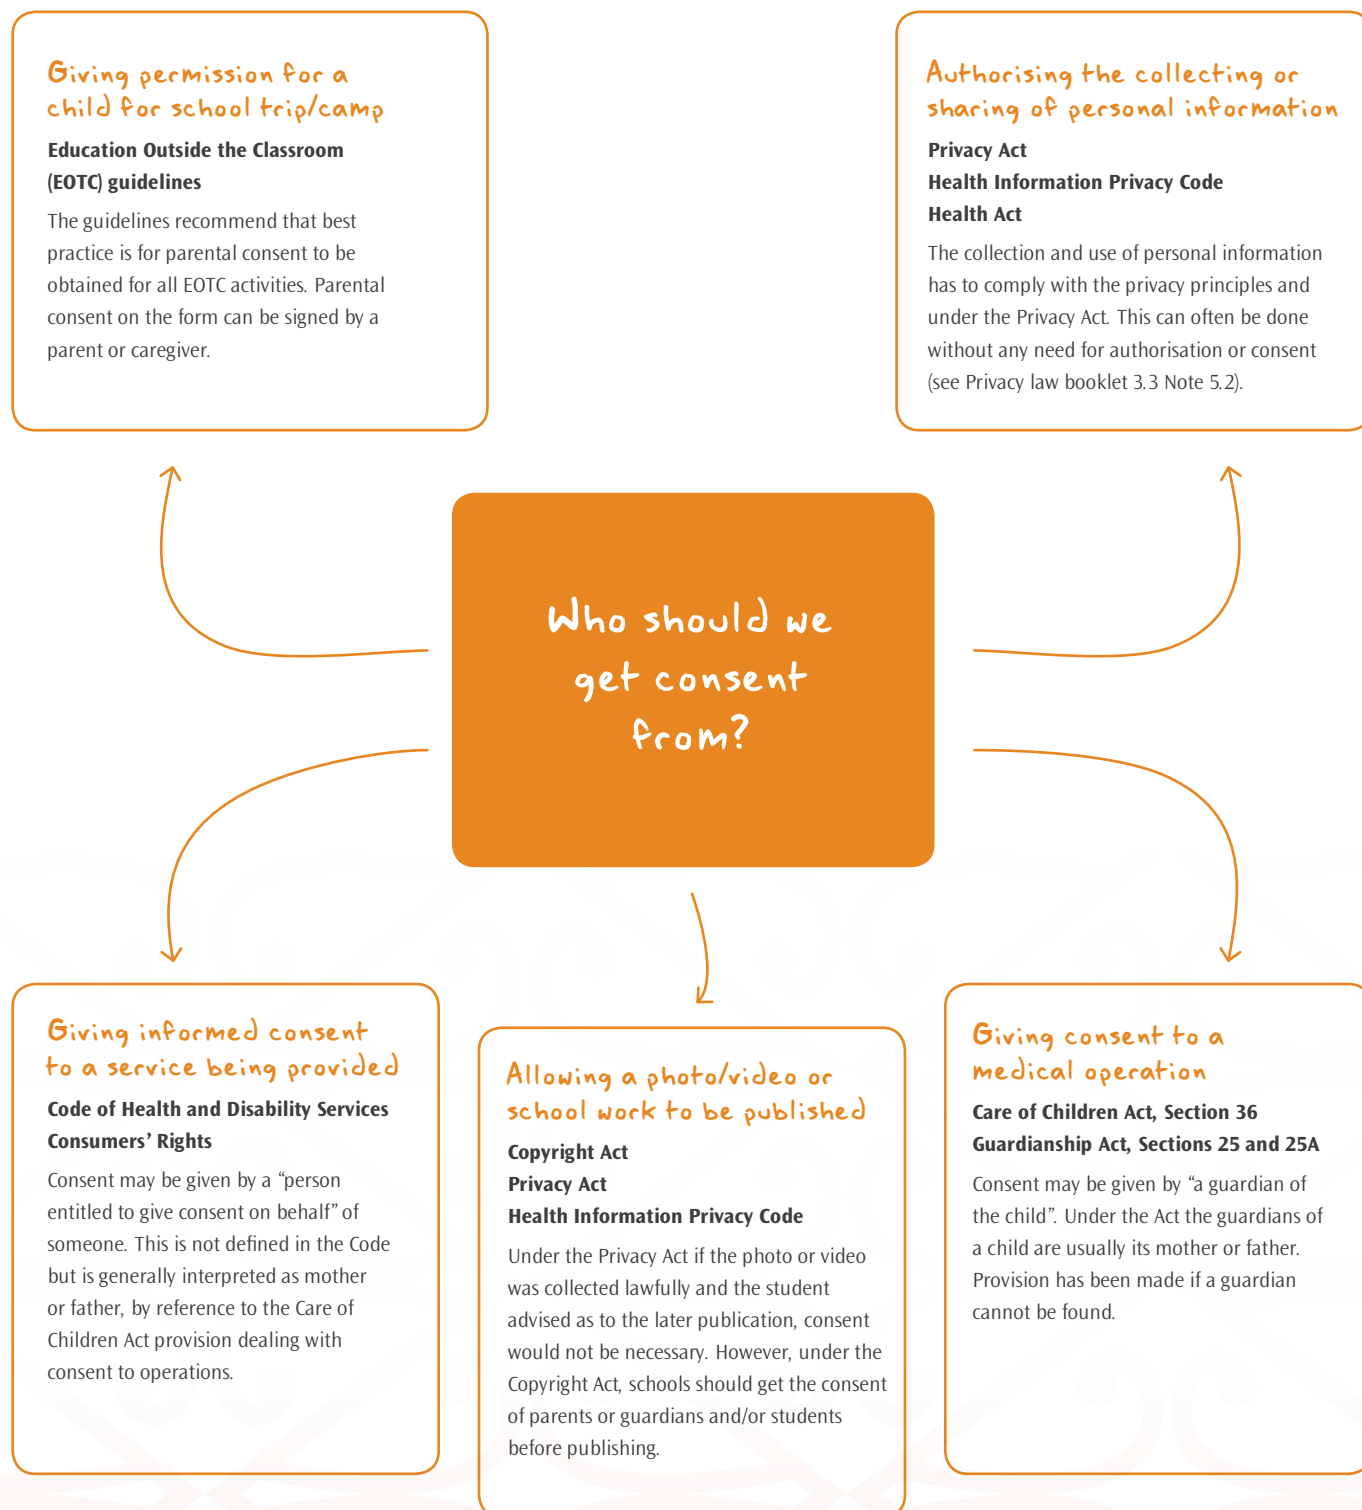 Giving permission for a
child for school trip/camp
Education Outside the Classroom
(EOTC) guidelines
The guidelines recommend that best
practice is for parental consent to be
obtained for all EOTC activities. Parental
consent on the form can be signed by a
parent or caregiver.
Authorising the collecting or
sharing of personal information
Privacy Act
Health Information Privacy Code
Health Act
The collection and use of personal information
has to comply with the privacy principles and
under the Privacy Act. This can often be done
without any need for authorisation or consent
(see Privacy law booklet 3.3 Note 5.2).
Who should we
get consent
from?
Giving informed consent
to a service being provided
Code of Health and Disability Services
Consumers’ Rights
Consent may be given by a “person
entitled to give consent on behalf” of
someone. This is not defined in the Code
but is generally interpreted as mother
or father, by reference to the Care of
Children Act provision dealing with
consent to operations.
Allowing a photo/video or
school work to be published
Copyright Act
Privacy Act
Health Information Privacy Code
Under the Privacy Act if the photo or video
was collected lawfully and the student
advised as to the later publication, consent
would not be necessary. However, under the
Copyright Act, schools should get the consent
of parents or guardians and/or students
before publishing.
Giving consent to a
medical operation
Care of Children Act, Section 36
Guardianship Act, Sections 25 and 25A
Consent may be given by “a guardian of
the child”. Under the Act the guardians of
a child are usually its mother or father.
Provision has been made if a guardian
cannot be found.